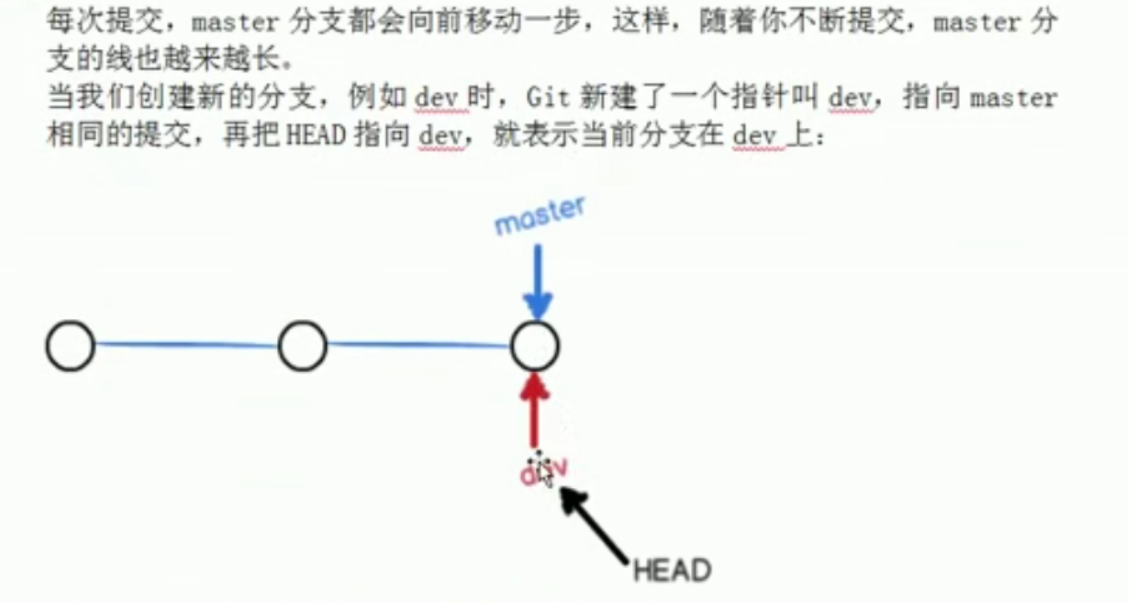 每次提交，master 分支都会向前移动一步，这样，随着你不断提交，master 分
支的线也越来越长。
当我们创建新的分支，例如 dev 时，Git 新建了一个指针叫 dev，指向 master
相同的提交，再把 HEAD 指向 dev，就表示当前分支在 dev 上：
master
dev
HEAD